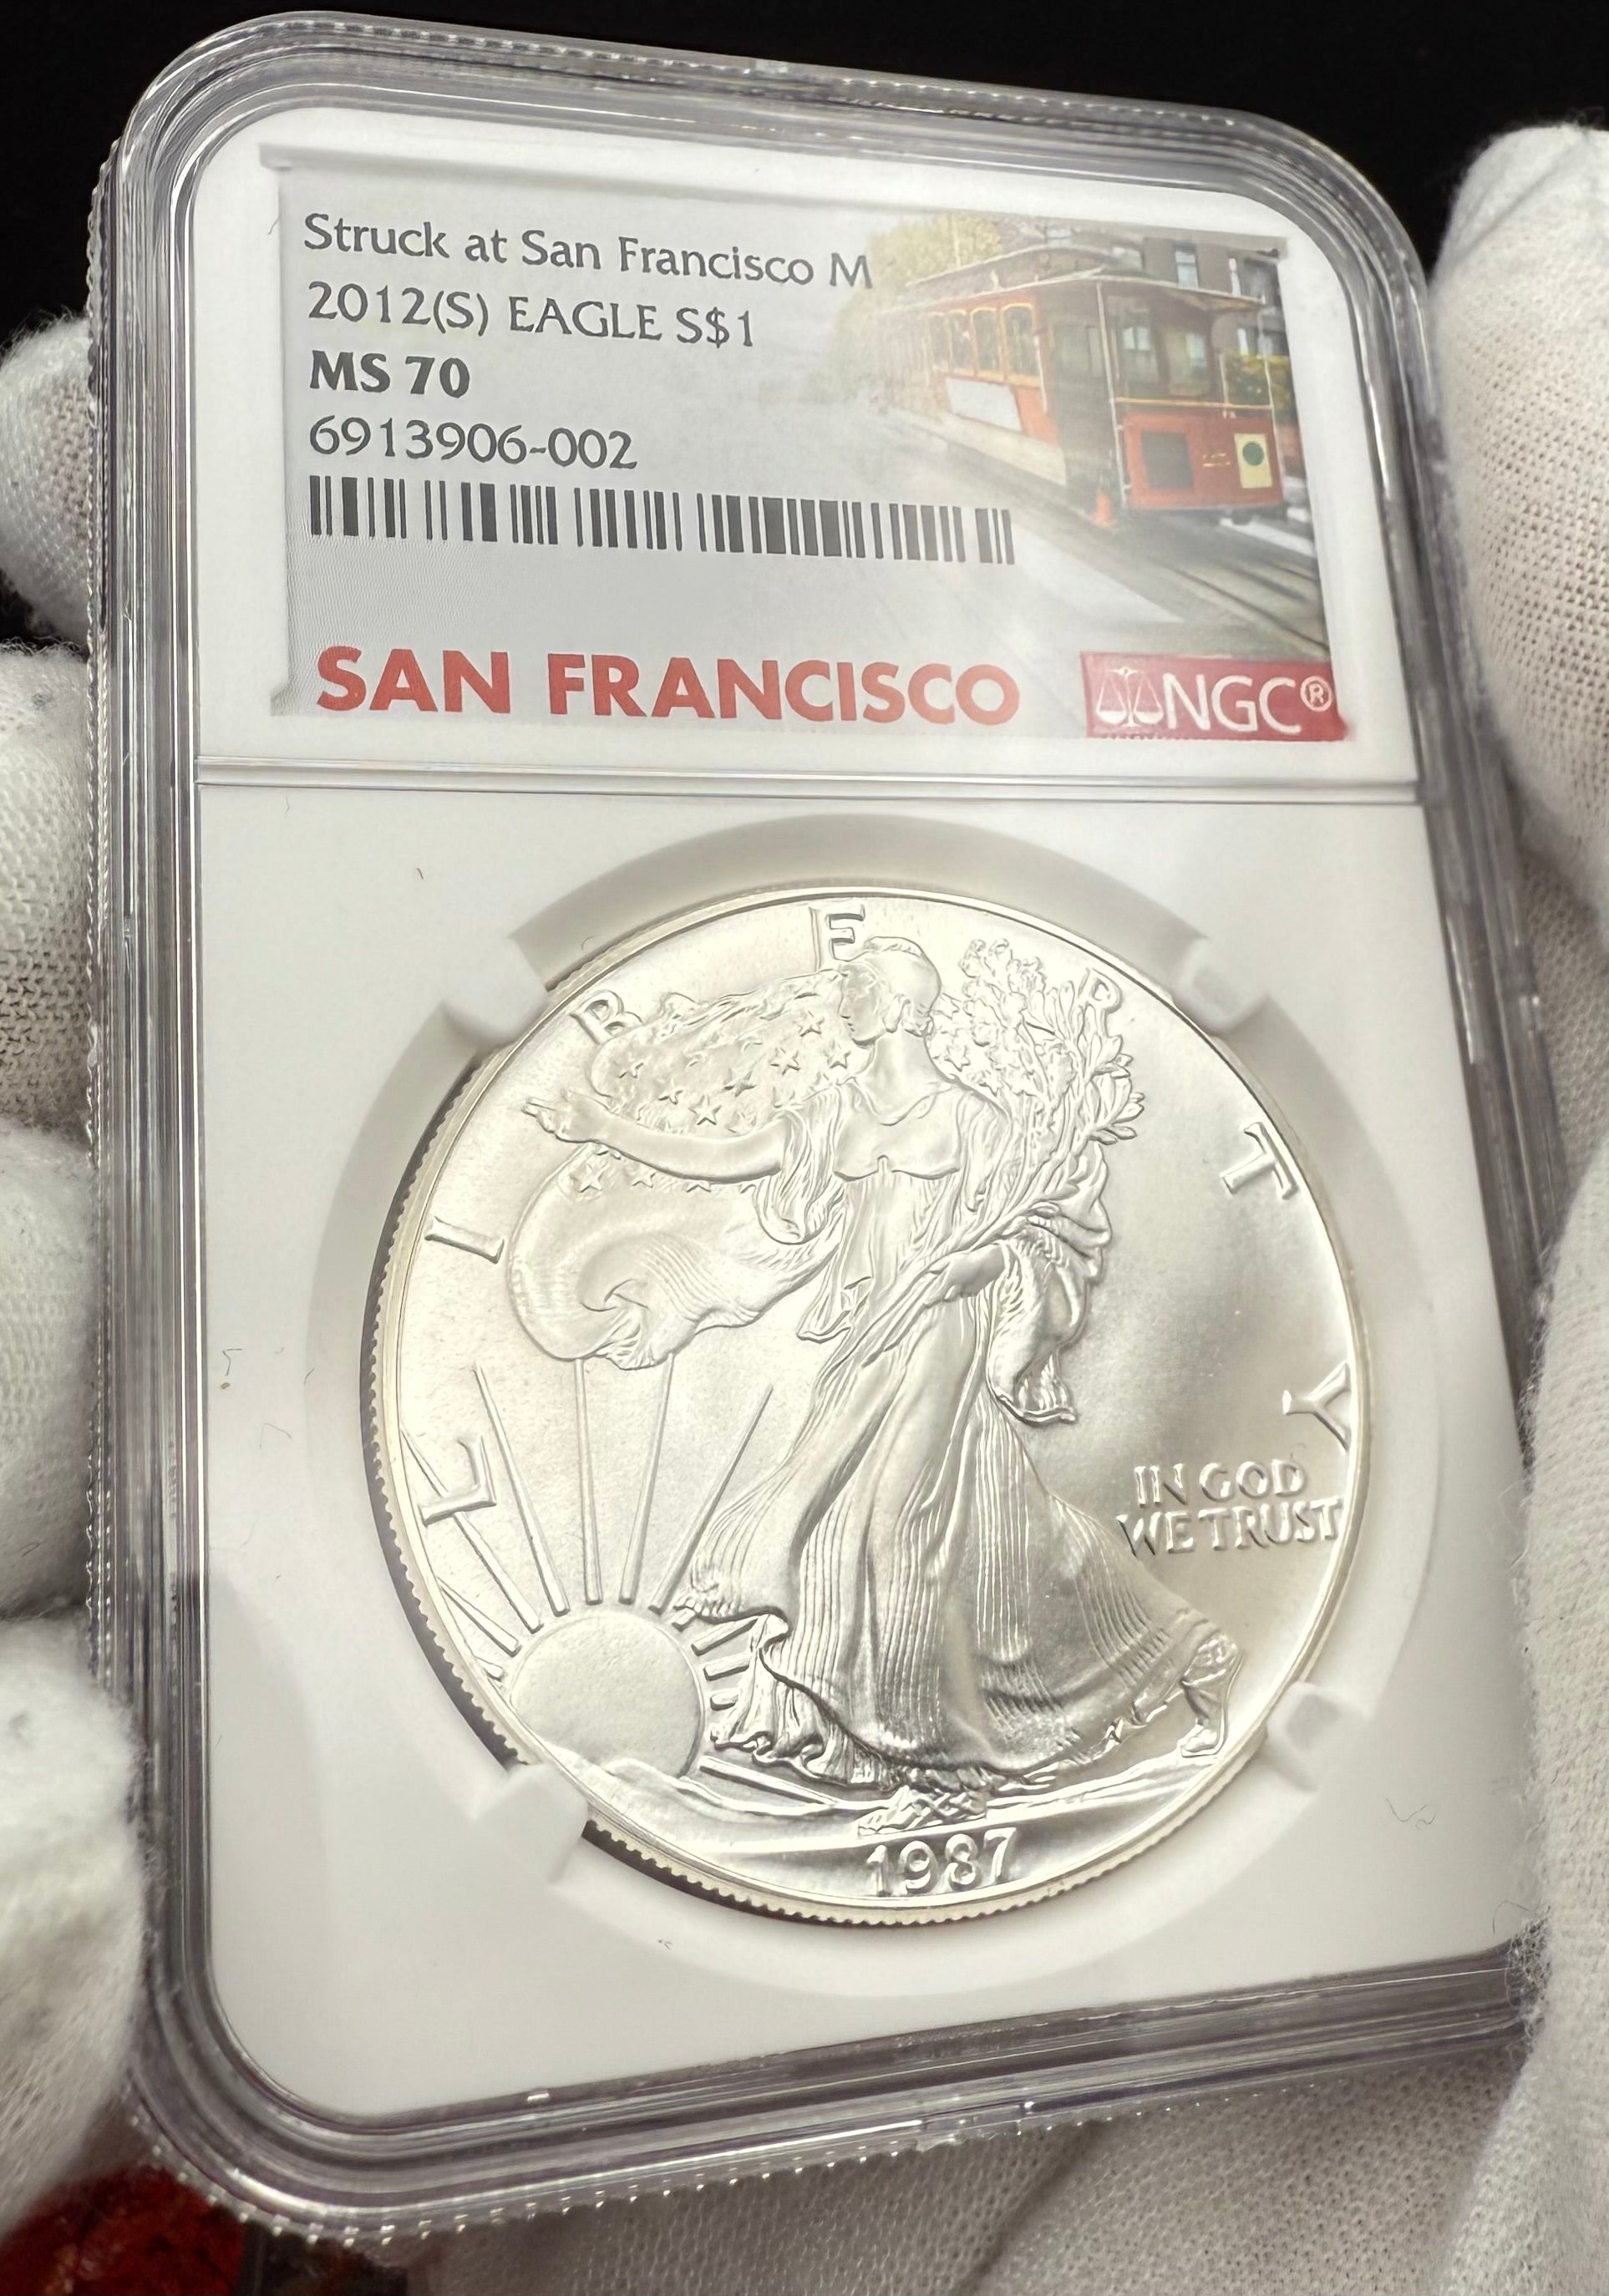 Struck at San Francisco M
2012(S) EAGLE S$1
MS 70
6913906-002
SAN FRANCISCO
NGC®
LIBERTY
IN GOD
WE TRUST
1987